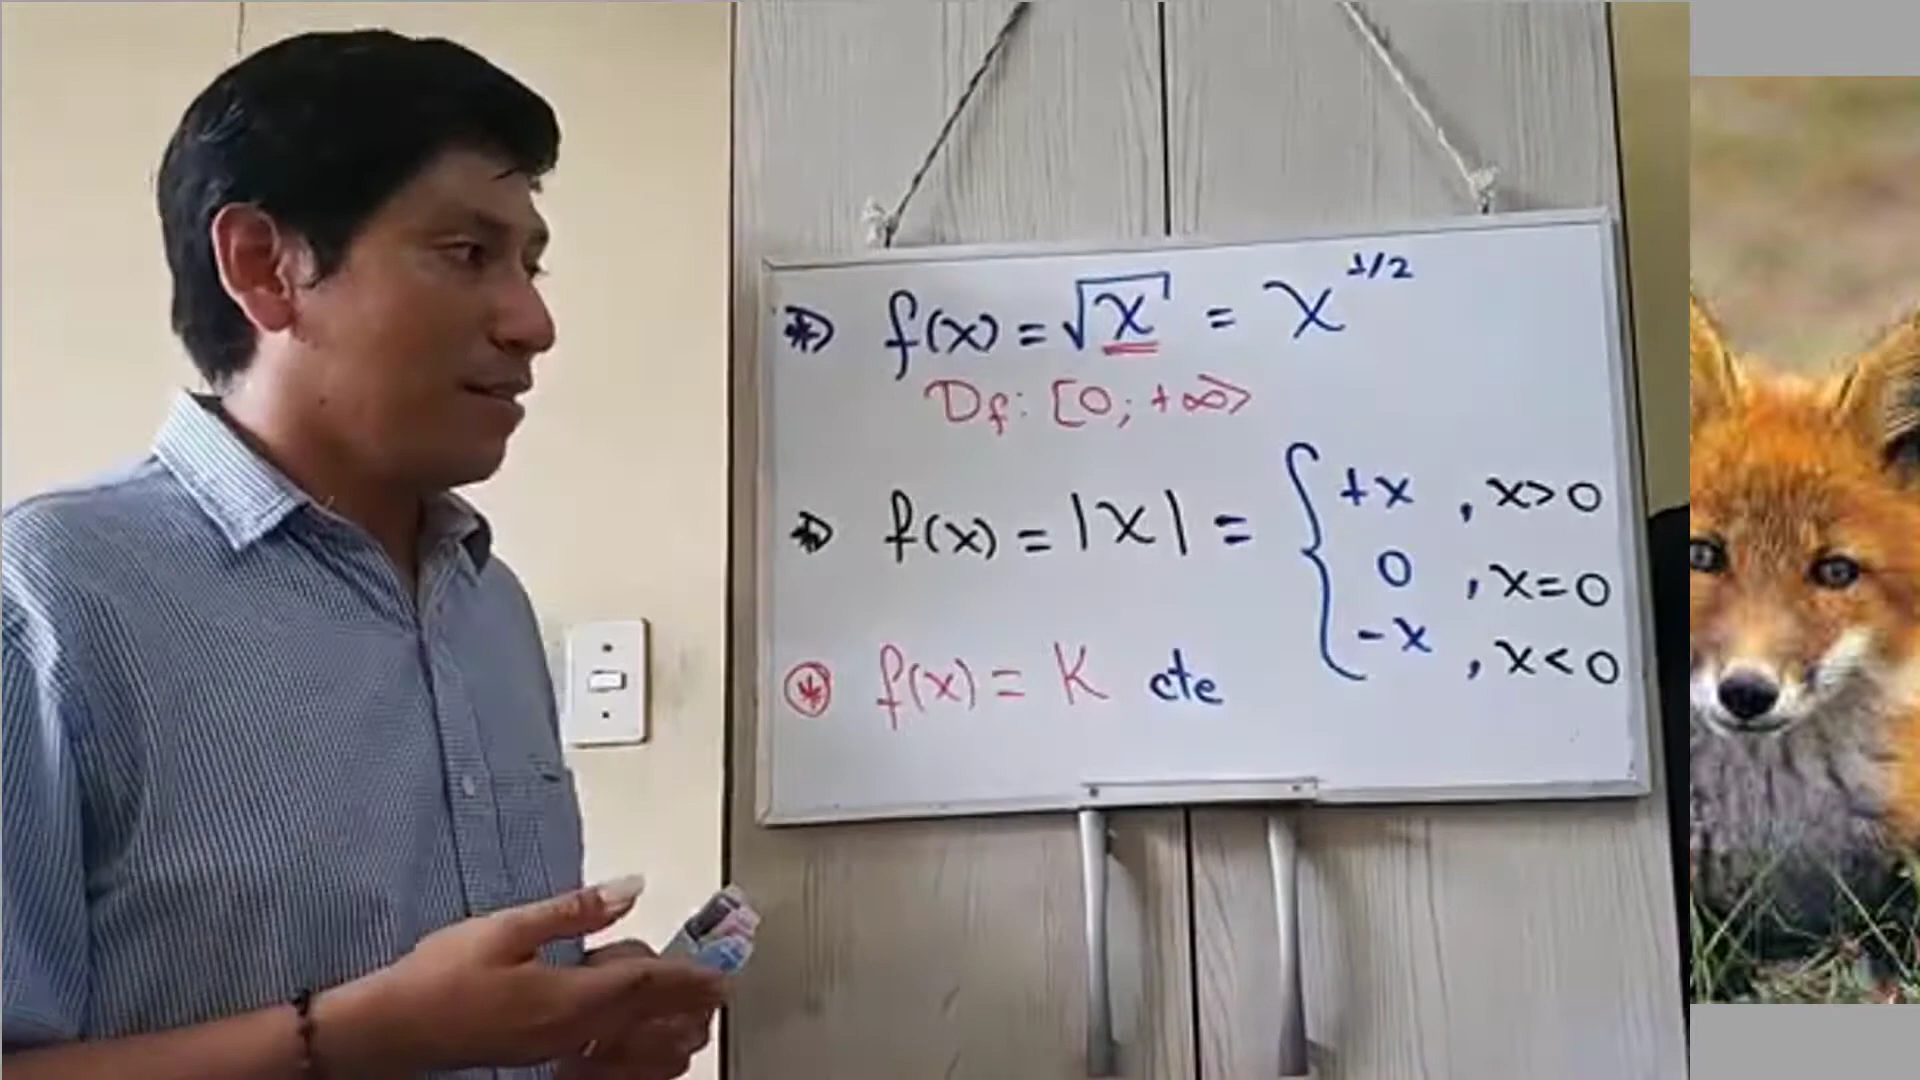 f(x) = √x = x^1/2
Df: [0; +∞>
f(x) = |x| = { +x , x>0
0 , x=0
-x , x<0
f(x) = K cte